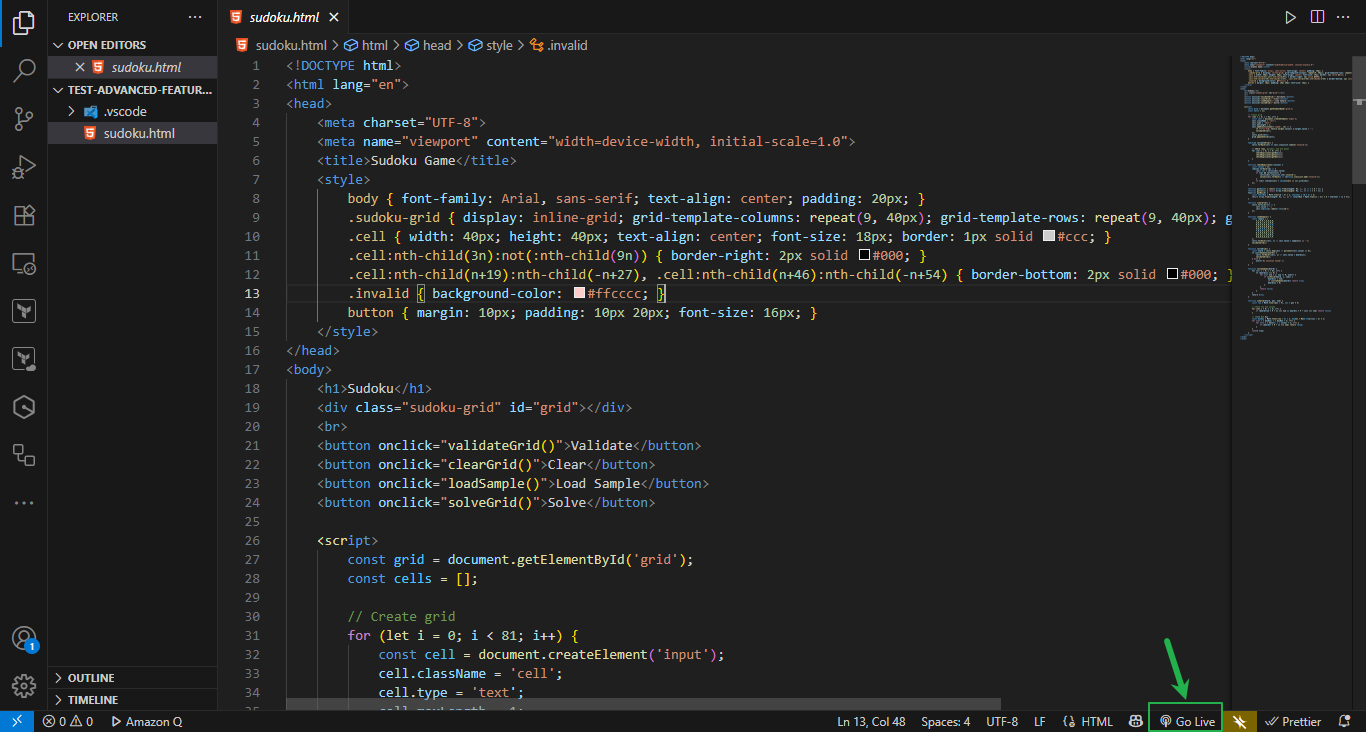 EXPLORER
sudoku.html
OPEN EDITORS
sudoku.html
TEST-ADVANCED-FEATUR...
.vscode
sudoku.html
OUTLINE
TIMELINE
1
sudoku.html > html > head > style > .invalid
1 <!DOCTYPE html>
2 <html lang="en">
3 <head>
4 <meta charset="UTF-8">
5 <meta name="viewport" content="width=device-width, initial-scale=1.0">
6 <title>Sudoku Game</title>
7 <style>
8 body { font-family: Arial, sans-serif; text-align: center; padding: 20px; }
9 .sudoku-grid { display: inline-grid; grid-template-columns: repeat(9, 40px); grid-template-rows: repeat(9, 40px); g
10 .cell { width: 40px; height: 40px; text-align: center; font-size: 18px; border: 1px solid #ccc; }
11 .cell:nth-child(3n):not(:nth-child(9n)) { border-right: 2px solid #000; }
12 .cell:nth-child(n+19):nth-child(-n+27), .cell:nth-child(n+46):nth-child(-n+54) { border-bottom: 2px solid #000; }
13 .invalid { background-color: #ffcccc; }
14 button { margin: 10px; padding: 10px 20px; font-size: 16px; }
15 </style>
16 </head>
17 <body>
18 <h1>Sudoku</h1>
19 <div class="sudoku-grid" id="grid"></div>
20 <br>
21 <button onclick="validateGrid()">Validate</button>
22 <button onclick="clearGrid()">Clear</button>
23 <button onclick="loadSample()">Load Sample</button>
24 <button onclick="solveGrid()">Solve</button>
25
26 <script>
27 const grid = document.getElementById('grid');
28 const cells = [];
29
30 // Create grid
31 for (let i = 0; i < 81; i++) {
32 const cell = document.createElement('input');
33 cell.className = 'cell';
34 cell.type = 'text';
0 0 Amazon Q Ln 13, Col 48 Spaces: 4 UTF-8 LF HTML Go Live Prettier